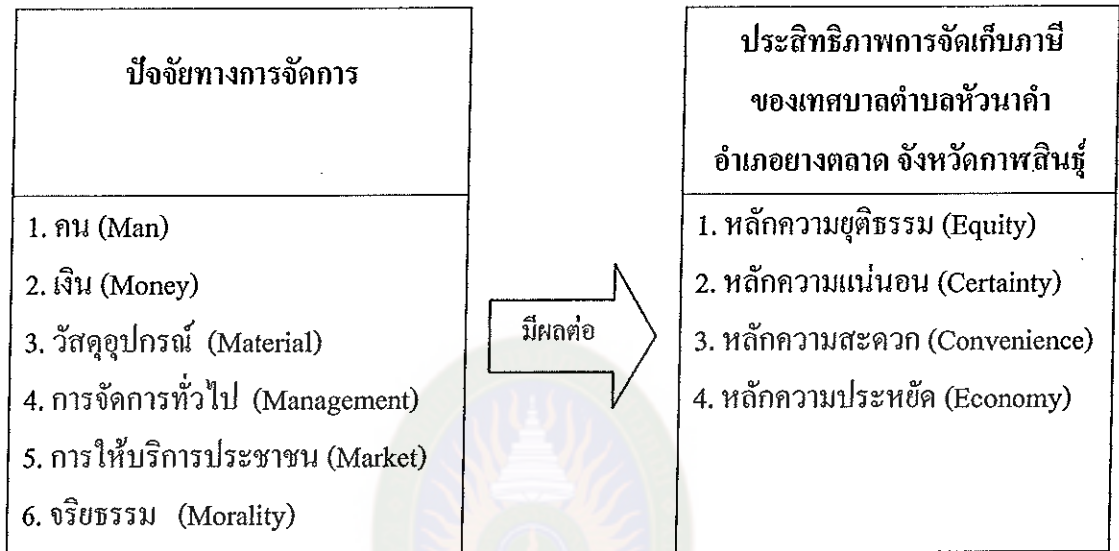 ปัจจัยทางการจัดการ
1. คน (Man)
2. เงิน (Money)
3. วัสดุอุปกรณ์ (Material)
4. การจัดการทั่วไป (Management)
5. การให้บริการประชาชน (Market)
6. จริยธรรม (Morality)
มีผลต่อ
ประสิทธิภาพการจัดเก็บภาษี
ของเทศบาลตำบลหัวนาคำ
อำเภอยางตลาด จังหวัดกาฬสินธุ์
1. หลักความยุติธรรม (Equity)
2. หลักความแน่นอน (Certainty)
3. หลักความสะดวก (Convenience)
4. หลักความประหยัด (Economy)